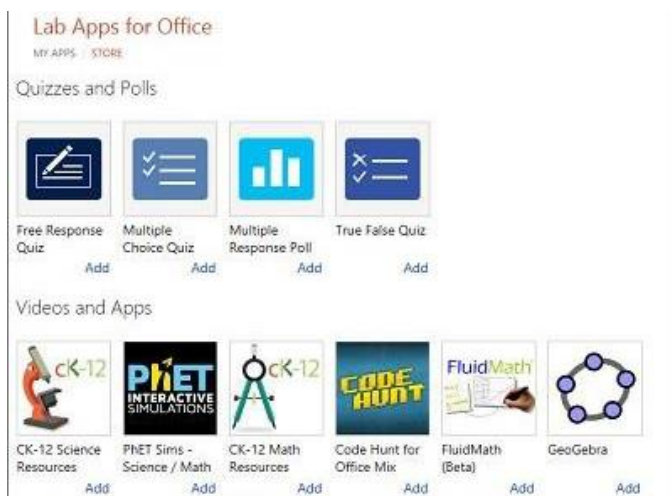 Lab Apps for Office
MY APPS STORE
Quizzes and Polls
Free Response Quiz
Add
Multiple Choice Quiz
Add
Multiple Response Poll
Add
True False Quiz
Add
Videos and Apps
cK-12
CK-12 Science Resources
Add
PhET
INTERACTIVE
SIMULATIONS
PhET Sims - Science / Math
Add
cK-12
CK-12 Math Resources
Add
CODE
HUNT
Code Hunt for Office Mix
Add
FluidMath
FluidMath (Beta)
Add
GeoGebra
Add